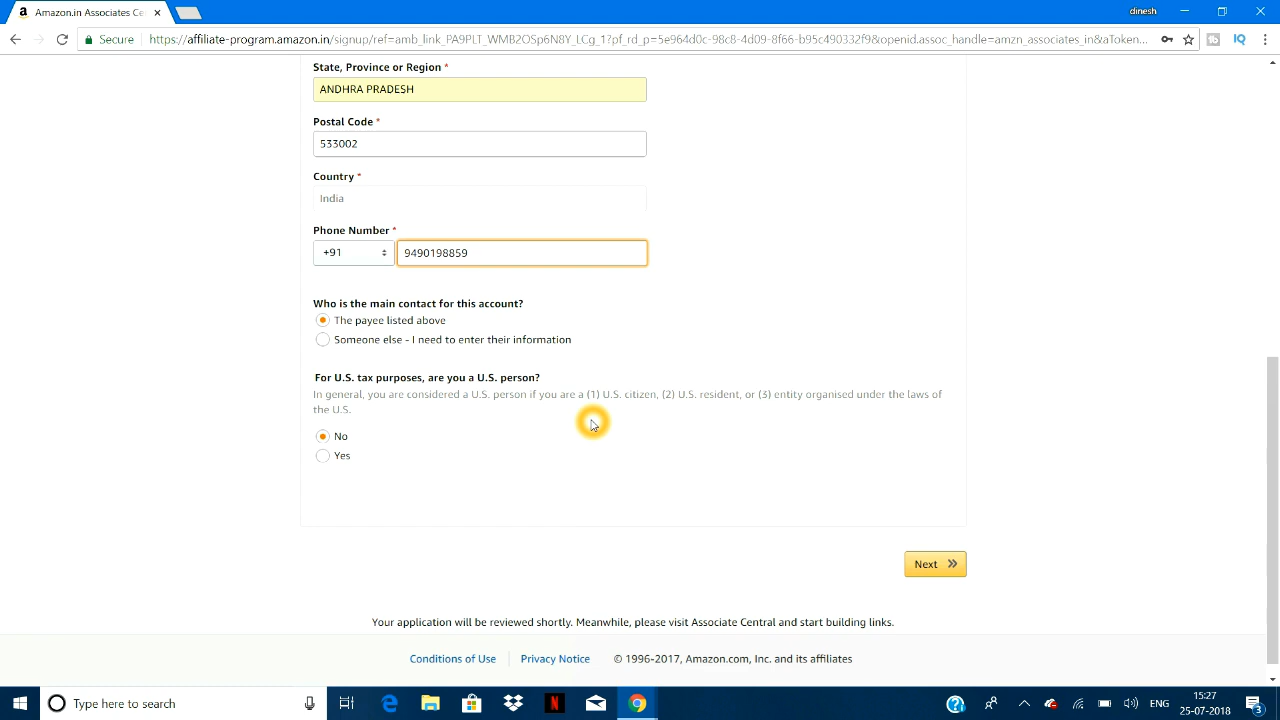 Amazon.in Associates Ce
dinesh
Secure
https://affiliate-program.amazon.in/signup/ref=amb_link_PA9PLT_WMB2OSp6N8Y_LCg_1?pf_rd_p=5e964d0c-98c8-4d09-8f66-b95c490332f9&openid.assoc_handle=amzn_associates_in&aToken...
State, Province or Region *
ANDHRA PRADESH
Postal Code *
533002
Country *
India
Phone Number *
+91 9490198859
Who is the main contact for this account?
The payee listed above
Someone else - I need to enter their information
For U.S. tax purposes, are you a U.S. person?
In general, you are considered a U.S. person if you are a (1) U.S. citizen, (2) U.S. resident, or (3) entity organised under the laws of
the U.S.
No
Yes
Next
Your application will be reviewed shortly. Meanwhile, please visit Associate Central and start building links.
Conditions of Use Privacy Notice © 1996-2017, Amazon.com, Inc. and its affiliates
Type here to search
ENG
15:27
25-07-2018
3